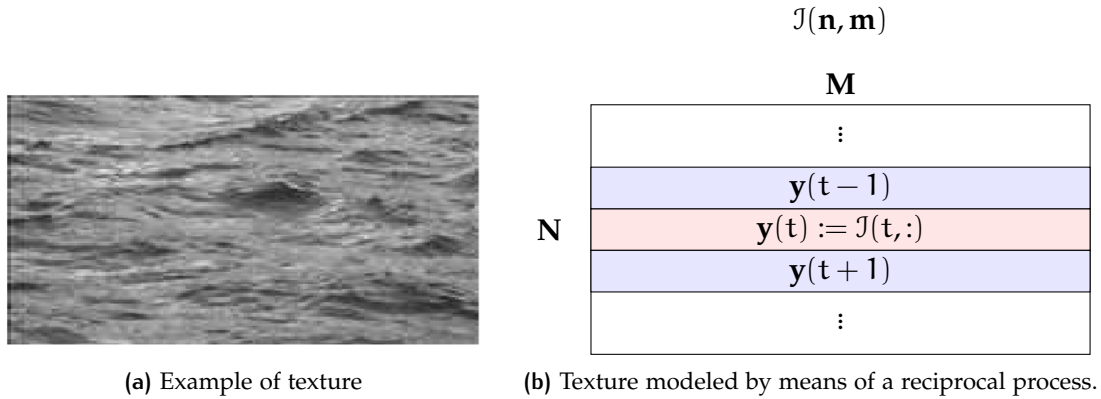 ℐ(n, m)
M
⋮
y(t − 1)
N
y(t) := ℐ(t, :)
y(t + 1)
⋮
(a) Example of texture
(b) Texture modeled by means of a reciprocal process.